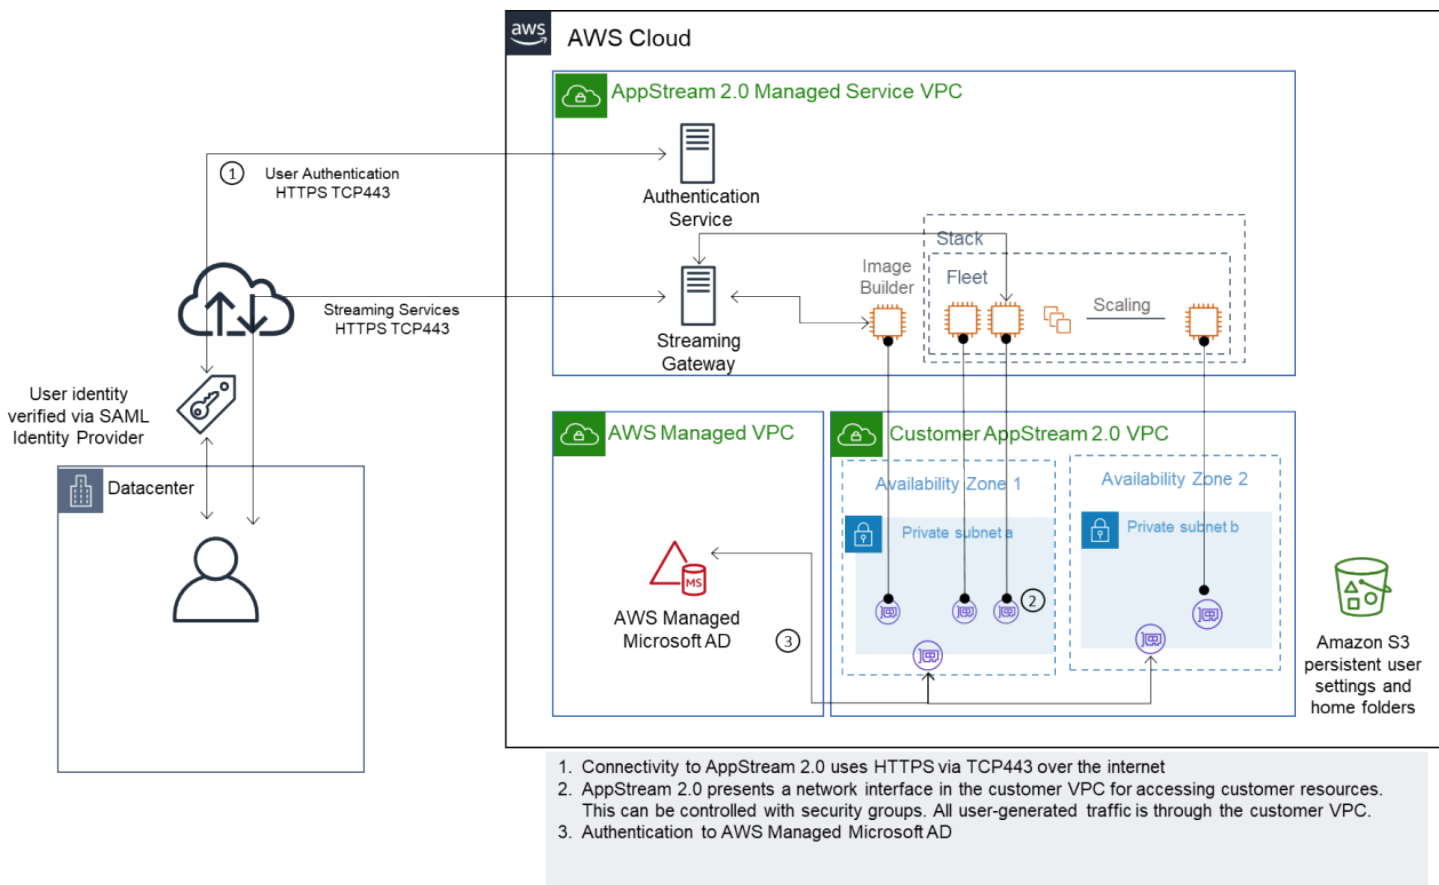 aws
AWS Cloud
AppStream 2.0 Managed Service VPC
1
User Authentication
HTTPS TCP443
Authentication
Service
Stack
Image
Builder
Fleet
Scaling
Streaming Services
HTTPS TCP443
Streaming
Gateway
User identity
verified via SAML
Identity Provider
AWS Managed VPC
Customer AppStream 2.0 VPC
Datacenter
Availability Zone 1
Availability Zone 2
Private subnet a
Private subnet b
MS
2
AWS Managed
Microsoft AD
3
Amazon S3
persistent user
settings and
home folders
1. Connectivity to AppStream 2.0 uses HTTPS via TCP443 over the internet
2. AppStream 2.0 presents a network interface in the customer VPC for accessing customer resources.
This can be controlled with security groups. All user-generated traffic is through the customer VPC.
3. Authentication to AWS Managed Microsoft AD